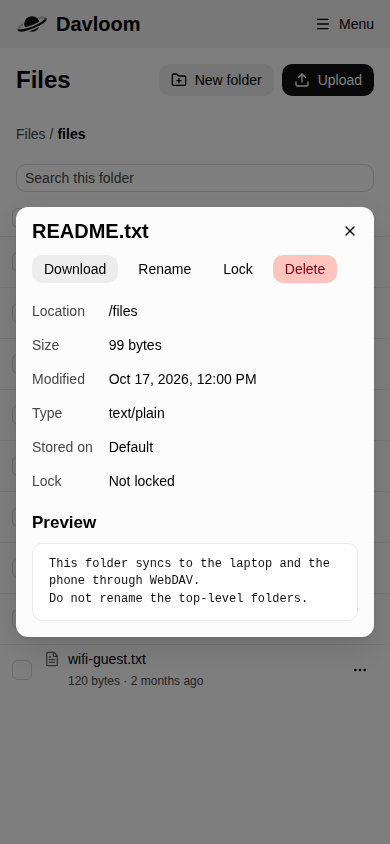 Davloom
Menu
Files
New folder
Upload
Files / files
Search this folder
README.txt
Download
Rename
Lock
Delete
Location /files
Size 99 bytes
Modified Oct 17, 2026, 12:00 PM
Type text/plain
Stored on Default
Lock Not locked
Preview
This folder syncs to the laptop and the
phone through WebDAV.
Do not rename the top-level folders.
wifi-guest.txt
120 bytes · 2 months ago